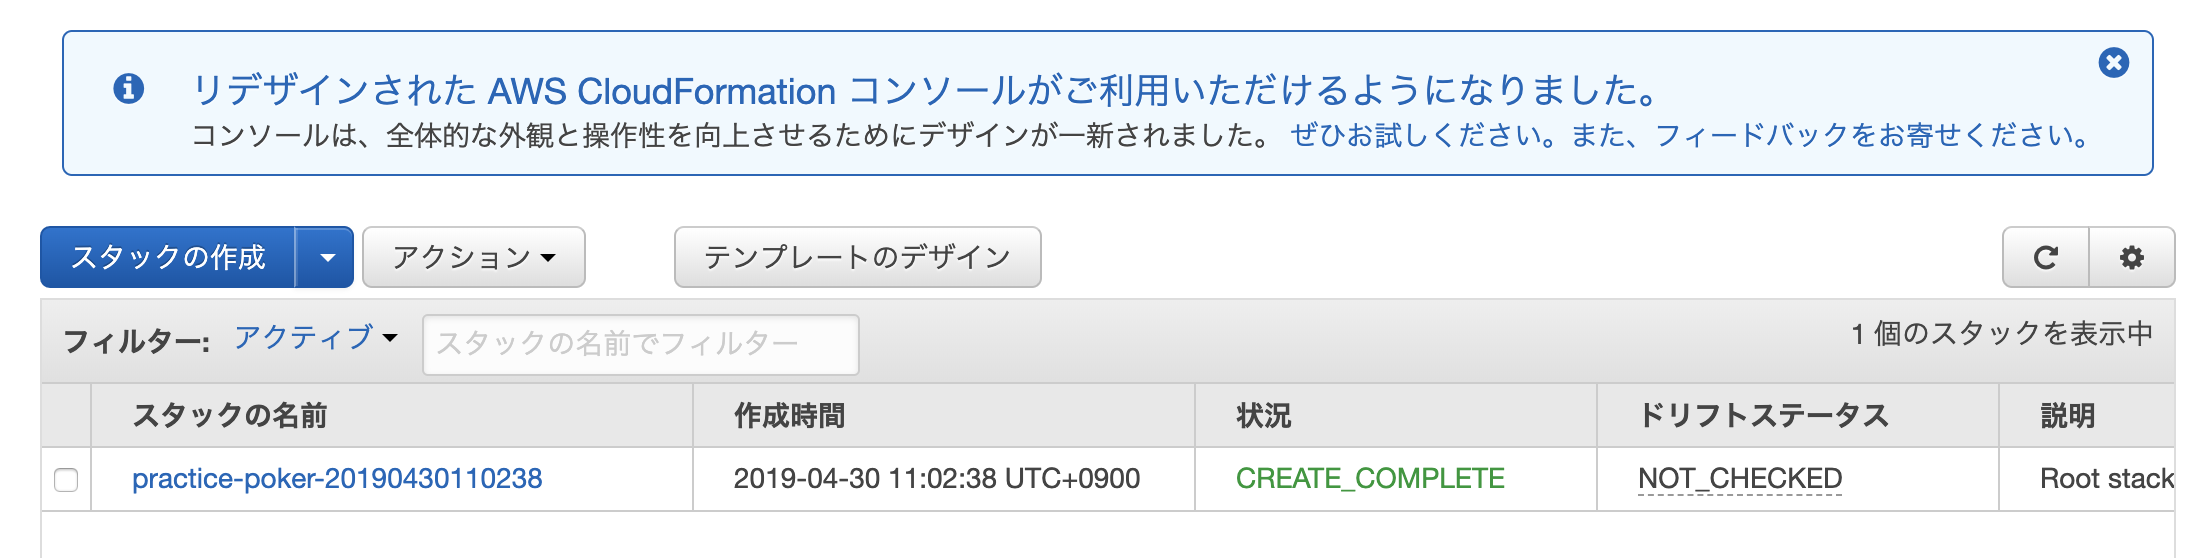 リデザインされた AWS CloudFormation コンソールがご利用いただけるようになりました。
コンソールは、全体的な外観と操作性を向上させるためにデザインが一新されました。 ぜひお試しください。また、フィードバックをお寄せください。
スタックの作成 アクション テンプレートのデザイン
フィルター: アクティブ スタックの名前でフィルター 1 個のスタックを表示中
スタックの名前 作成時間 状況 ドリフトステータス 説明
practice-poker-20190430110238 2019-04-30 11:02:38 UTC+0900 CREATE_COMPLETE NOT_CHECKED Root stack